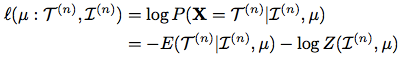 ℓ(μ : 𝒯⁽ⁿ⁾, ℐ⁽ⁿ⁾) = log P(𝐗 = 𝒯⁽ⁿ⁾|ℐ⁽ⁿ⁾, μ)
= −E(𝒯⁽ⁿ⁾|ℐ⁽ⁿ⁾, μ) − log Z(ℐ⁽ⁿ⁾, μ)